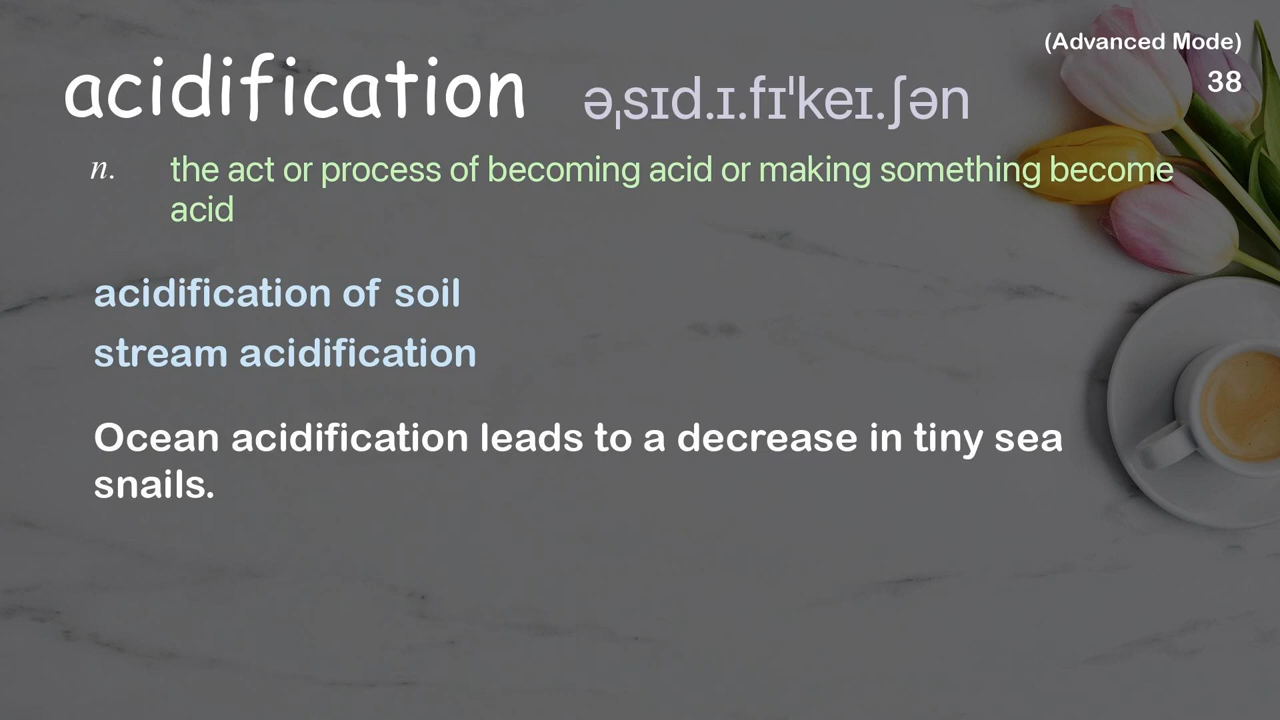 (Advanced Mode)
38
acidification əˌsɪd.ɪ.fɪˈkeɪ.ʃən
n. the act or process of becoming acid or making something become
acid
acidification of soil
stream acidification
Ocean acidification leads to a decrease in tiny sea
snails.